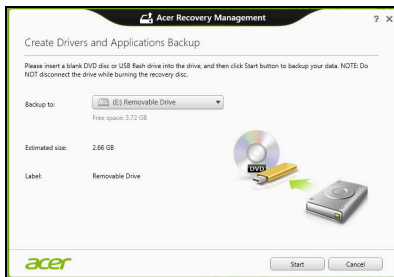 Acer Recovery Management
? ×
Create Drivers and Applications Backup
Please insert a blank DVD disc or USB flash drive into the drive, and then click Start button to backup your data. NOTE: Do
NOT disconnect the drive while burning the recovery disc.
Backup to:
(E:) Removable Drive
Free space: 3.72 GB
Estimated size:
2.66 GB
Label:
Removable Drive
DVD
acer
Start
Cancel